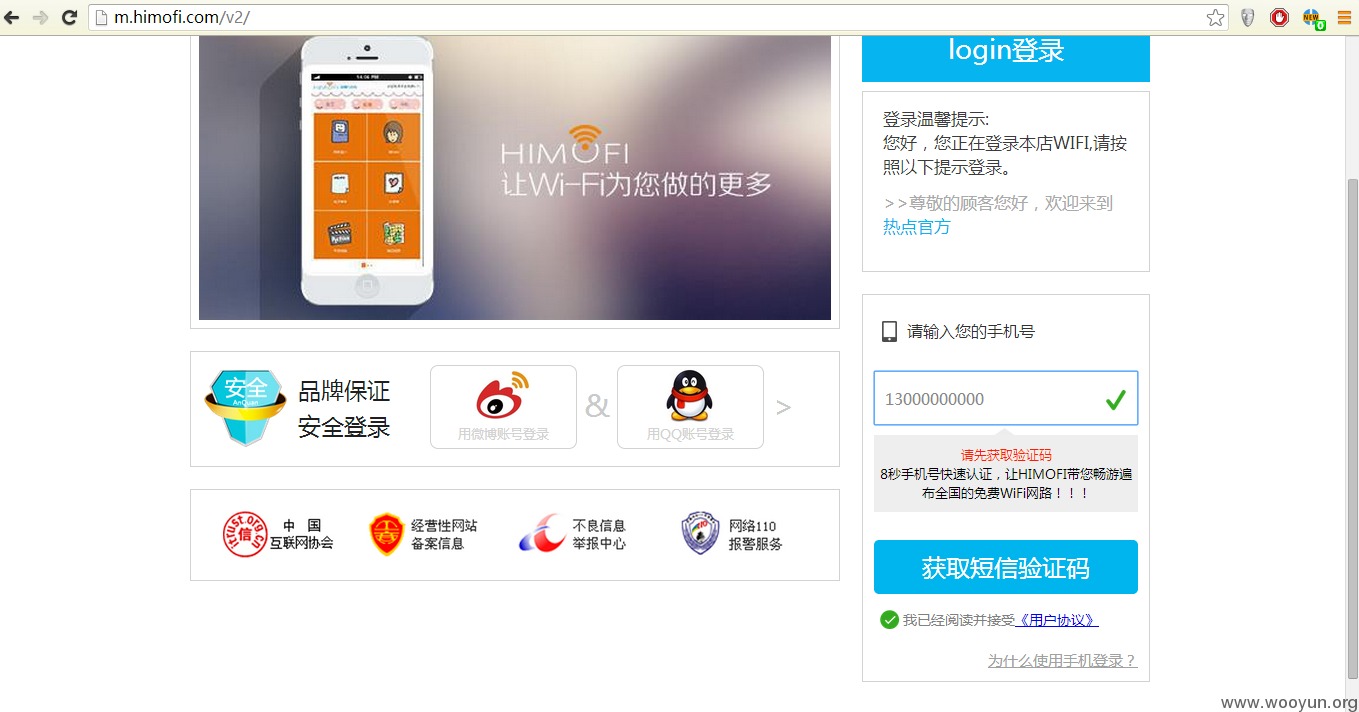 m.himofi.com/v2/
NEW
login登录
HIMOFI
让Wi-Fi为您做的更多
登录温馨提示:
您好，您正在登录本店WIFI,请按
照以下提示登录。
>>尊敬的顾客您好，欢迎来到
热点官方
请输入您的手机号
13000000000
请先获取验证码
8秒手机号快速认证，让HIMOFI带您畅游遍
布全国的免费WiFi网路！！！
获取短信验证码
我已经阅读并接受《用户协议》
为什么使用手机登录？
安全
AnQuan
品牌保证
安全登录
用微博账号登录
&
用QQ账号登录
>
itrust.org.cn
信
中 国
互联网协会
经营性网站
备案信息
不良信息
举报中心
网络110
报警服务
www.wooyun.org